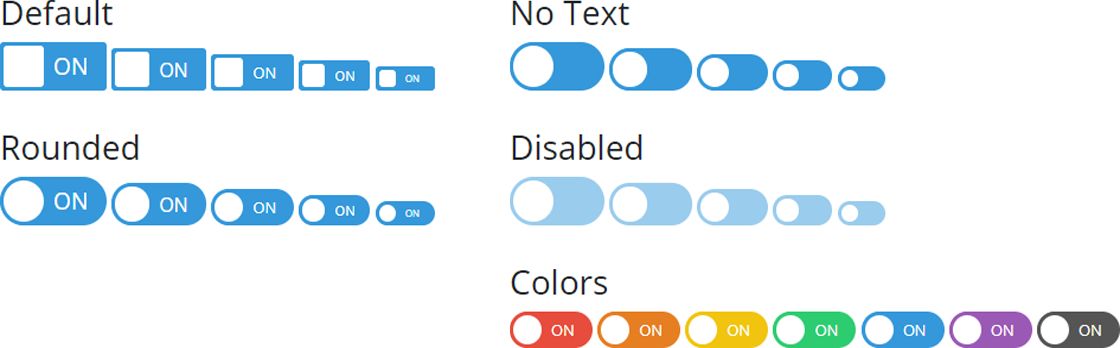 Default
ON ON ON ON ON
Rounded
ON ON ON ON ON
No Text
Disabled
Colors
ON ON ON ON ON ON ON